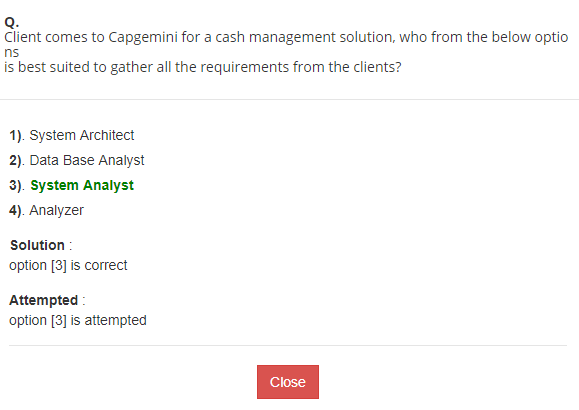 Q.
Client comes to Capgemini for a cash management solution, who from the below optio
ns
is best suited to gather all the requirements from the clients?
1). System Architect
2). Data Base Analyst
3). System Analyst
4). Analyzer
Solution :
option [3] is correct
Attempted :
option [3] is attempted
Close